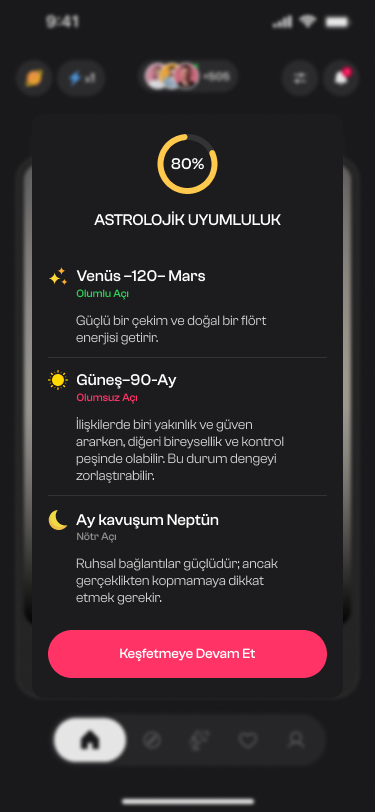 9:41
+505
80%
ASTROLOJİK UYUMLULUK
Venüs –120– Mars
Olumlu Açı
Güçlü bir çekim ve doğal bir flört
enerjisi getirir.
Güneş–90-Ay
Olumsuz Açı
İlişkilerde biri yakınlık ve güven
ararken, diğeri bireysellik ve kontrol
peşinde olabilir. Bu durum dengeyi
zorlaştırabilir.
Ay kavuşum Neptün
Nötr Açı
Ruhsal bağlantılar güçlüdür; ancak
gerçeklikten kopmamaya dikkat
etmek gerekir.
Keşfetmeye Devam Et